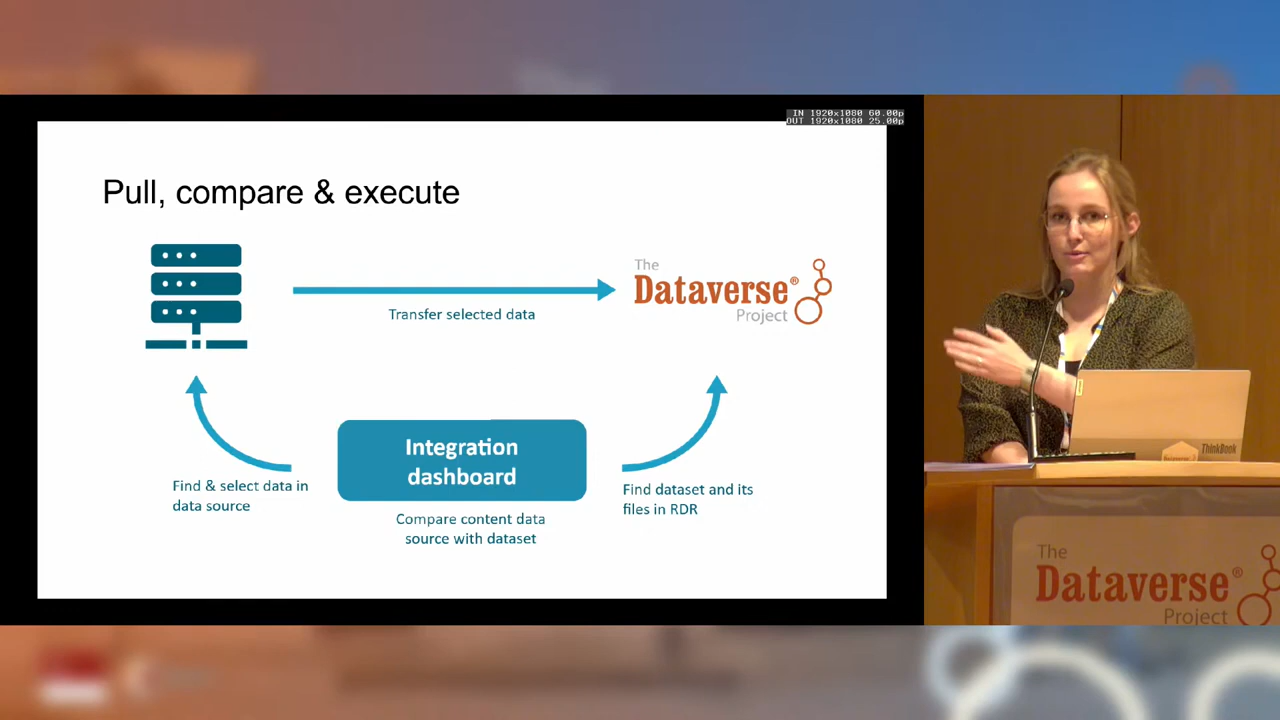 IN 1920x1080 60.00p
OUT 1920x1080 25.00p
Pull, compare & execute
The
Dataverse®
Project
Transfer selected data
Integration
dashboard
Find & select data in
data source
Compare content data
source with dataset
Find dataset and its
files in RDR
ThinkBook
The
Dataverse®
Project